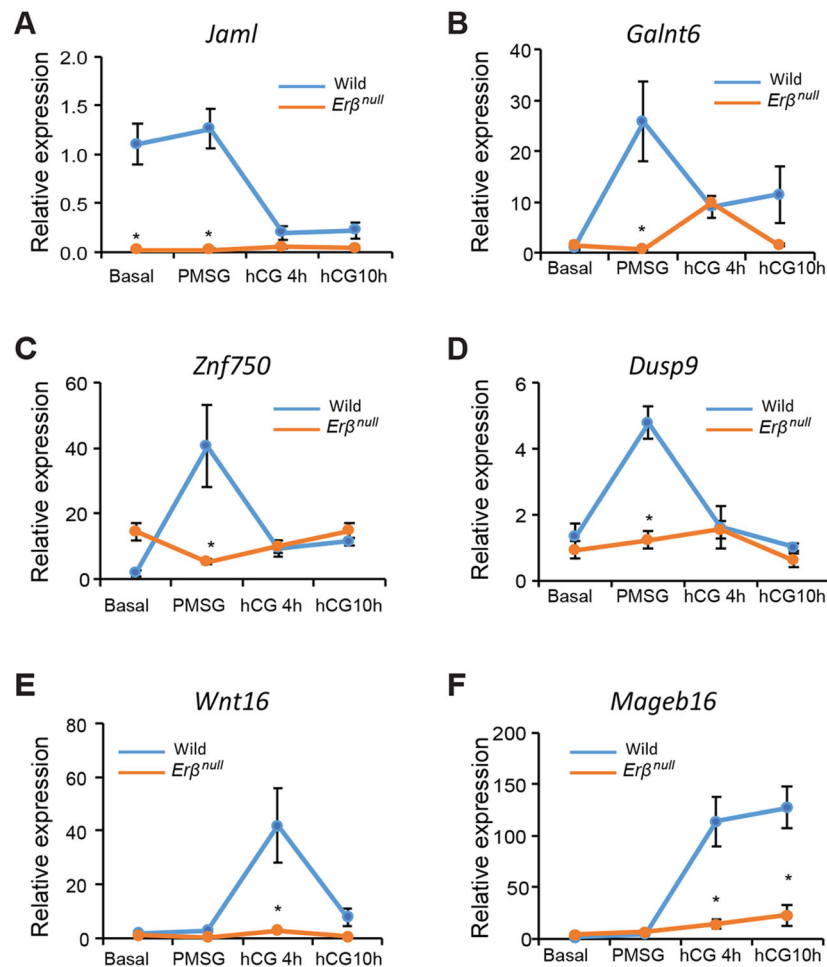 A
Jaml
Relative expression
2.0
1.5
1.0
0.5
0.0
Wild
Erβnull
*
*
Basal PMSG hCG 4h hCG10h
B
Galnt6
Relative expression
40
30
20
10
0
Wild
Erβnull
*
Basal PMSG hCG 4h hCG10h
C
Znf750
Relative expression
60
40
20
0
Wild
Erβnull
*
Basal PMSG hCG 4h hCG10h
D
Dusp9
Relative expression
6
4
2
0
Wild
Erβnull
*
Basal PMSG hCG 4h hCG10h
E
Wnt16
Relative expression
80
60
40
20
0
Wild
Erβnull
*
Basal PMSG hCG 4h hCG10h
F
Mageb16
Relative expression
200
150
100
50
0
Wild
Erβnull
*
*
Basal PMSG hCG 4h hCG10h